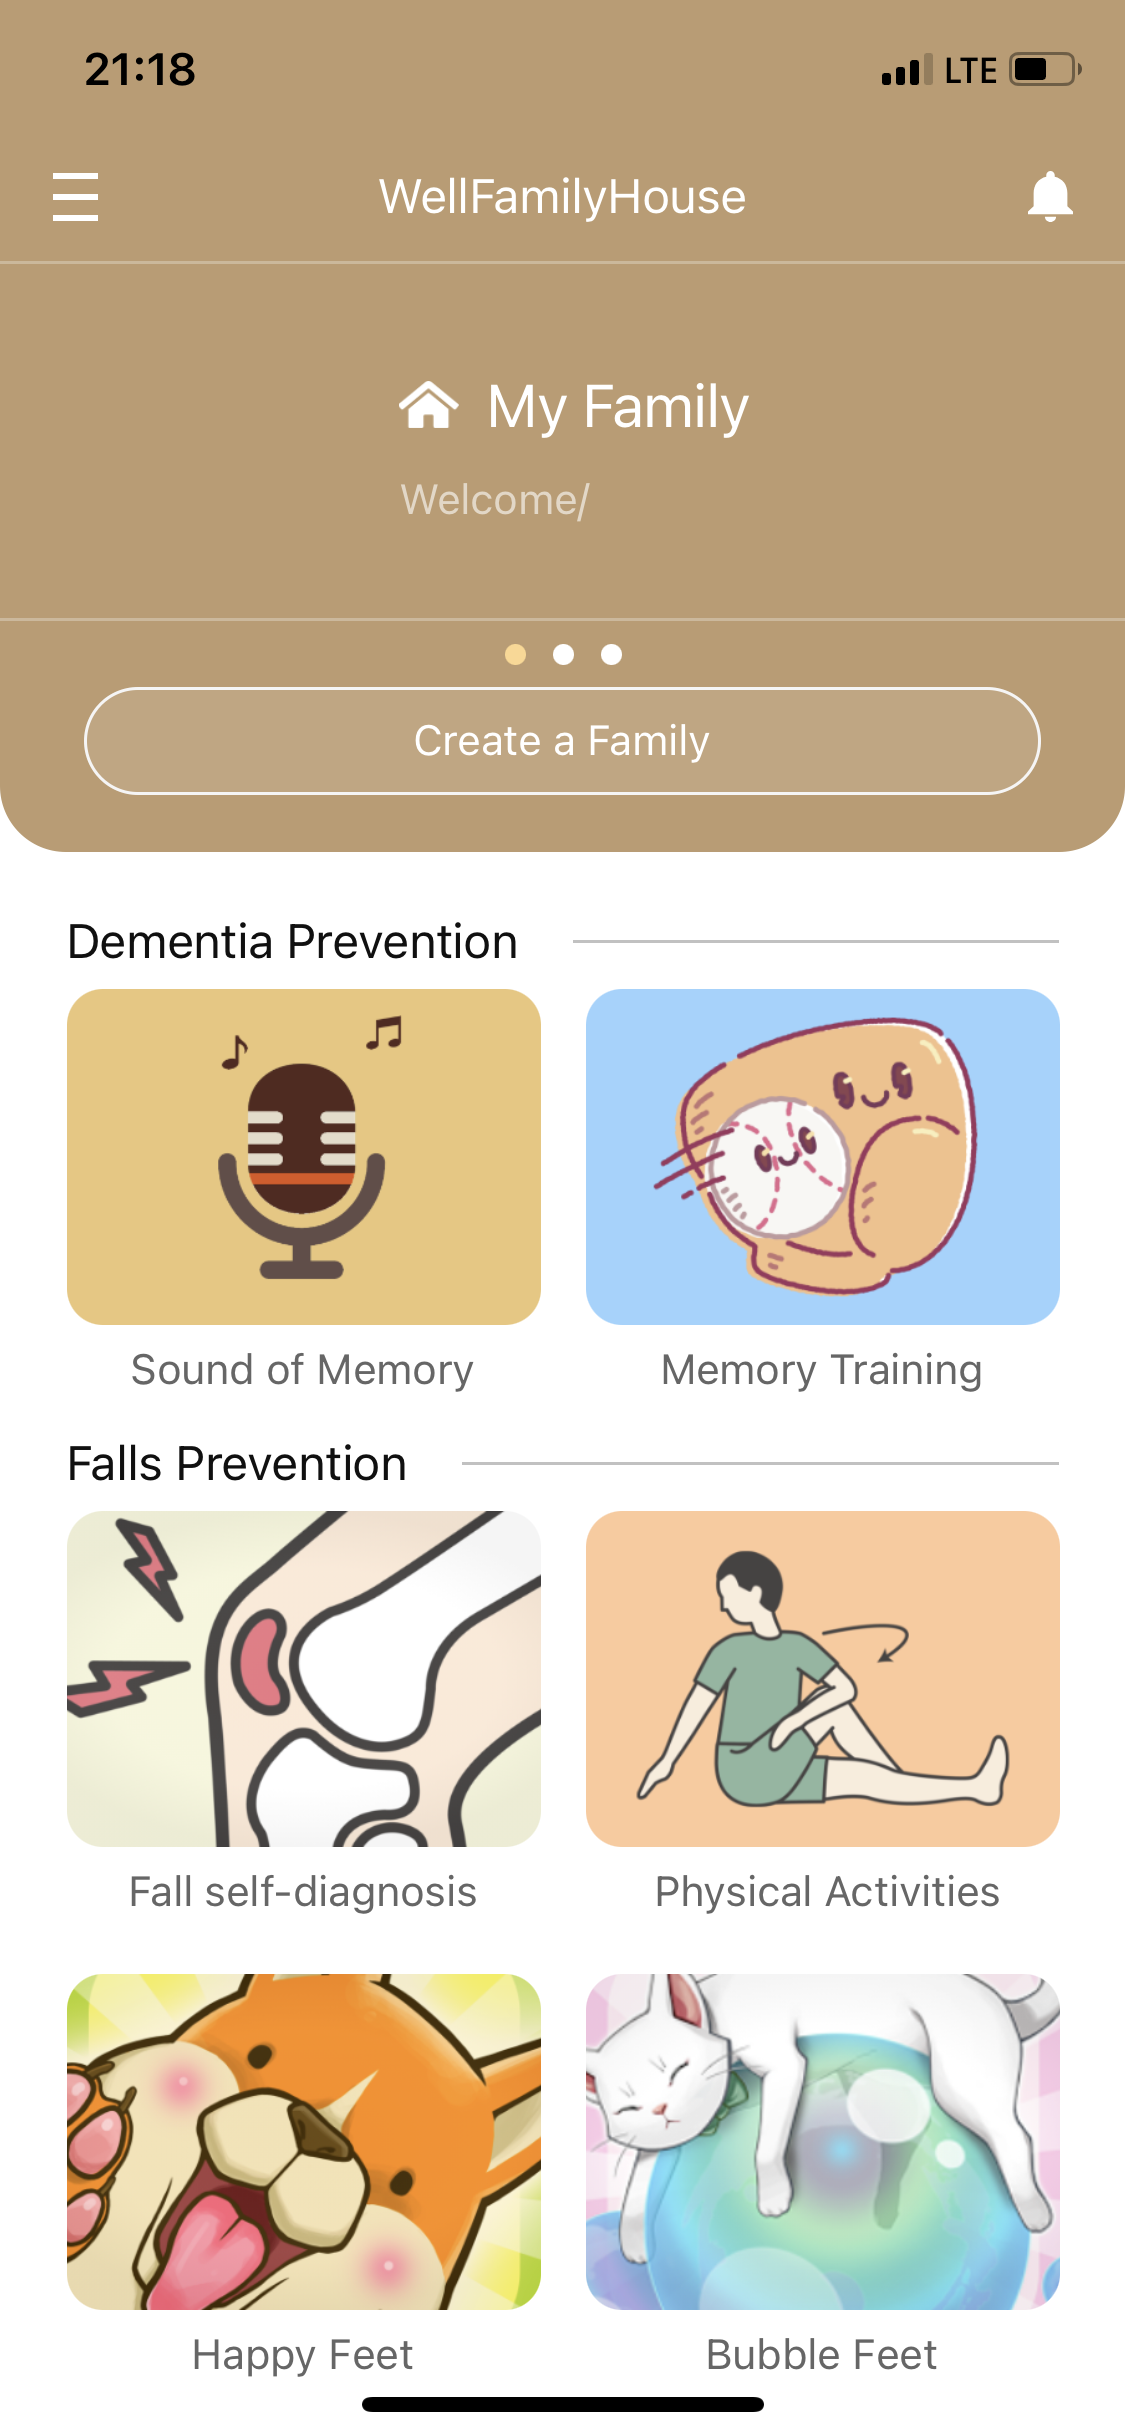 21:18
LTE
WellFamilyHouse
My Family
Welcome/
Create a Family
Dementia Prevention
Sound of Memory
Memory Training
Falls Prevention
Fall self-diagnosis
Physical Activities
Happy Feet
Bubble Feet